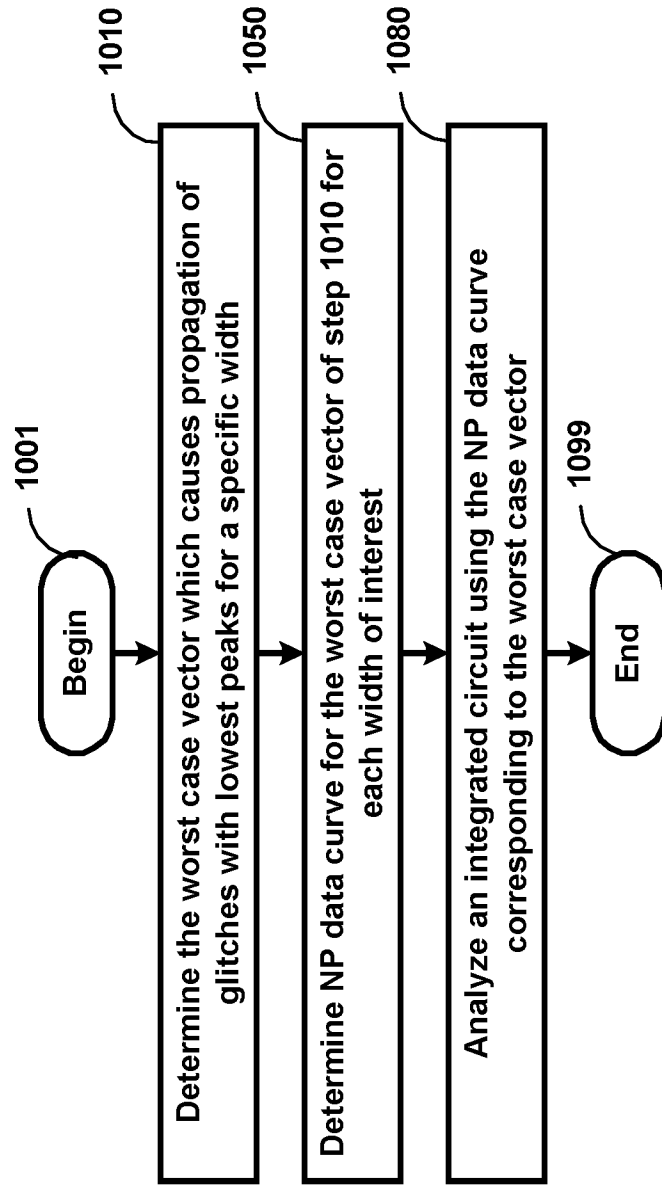 Begin
1001
Determine the worst case vector which causes propagation of
glitches with lowest peaks for a specific width
1010
Determine NP data curve for the worst case vector of step 1010 for
each width of interest
1050
Analyze an integrated circuit using the NP data curve
corresponding to the worst case vector
1080
End
1099